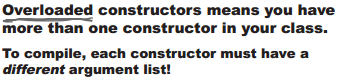 Overloaded constructors means you have
more than one constructor in your class.
To compile, each constructor must have a
different argument list!